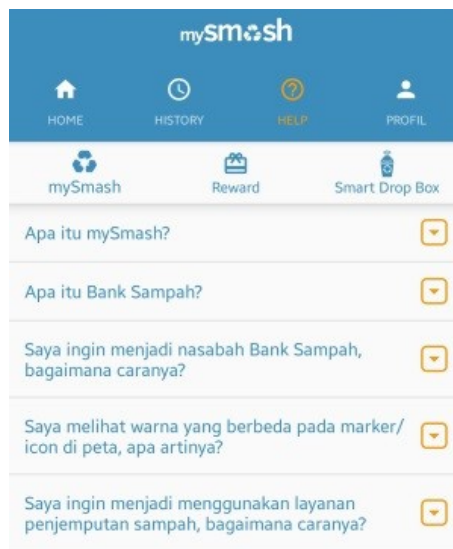 mysmash
HOME HISTORY HELP PROFIL
mySmash Reward Smart Drop Box
Apa itu mySmash?
Apa itu Bank Sampah?
Saya ingin menjadi nasabah Bank Sampah,
bagaimana caranya?
Saya melihat warna yang berbeda pada marker/
icon di peta, apa artinya?
Saya ingin menjadi menggunakan layanan
penjemputan sampah, bagaimana caranya?